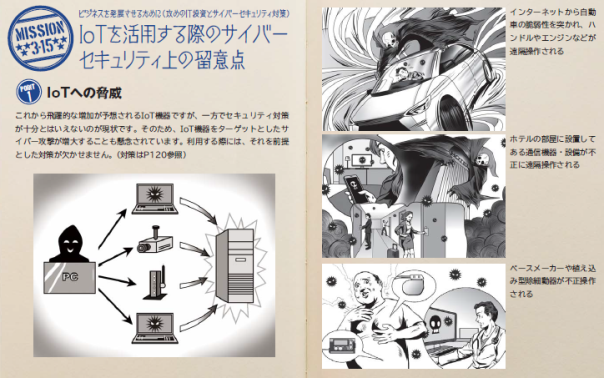 MISSION
3-15
ビジネスを発展させるために(攻めのIT投資とサイバーセキュリティ対策)
IoTを活用する際のサイバー
セキュリティ上の留意点
POINT
1
IoTへの脅威
これから飛躍的な増加が予想されるIoT機器ですが、一方でセキュリティ対策
が十分とはいえないのが現状です。そのため、IoT機器をターゲットとしたサ
イバー攻撃が増大することも懸念されています。利用する際には、それを前提
とした対策が欠かせません。(対策はP120参照)
PC
インターネットから自動
車の脆弱性を突かれ、ハ
ンドルやエンジンなどが
遠隔操作される
ホテルの部屋に設置して
ある通信機器・設備が不
正に遠隔操作される
ペースメーカーや植え込
み型除細動器が不正操作
される